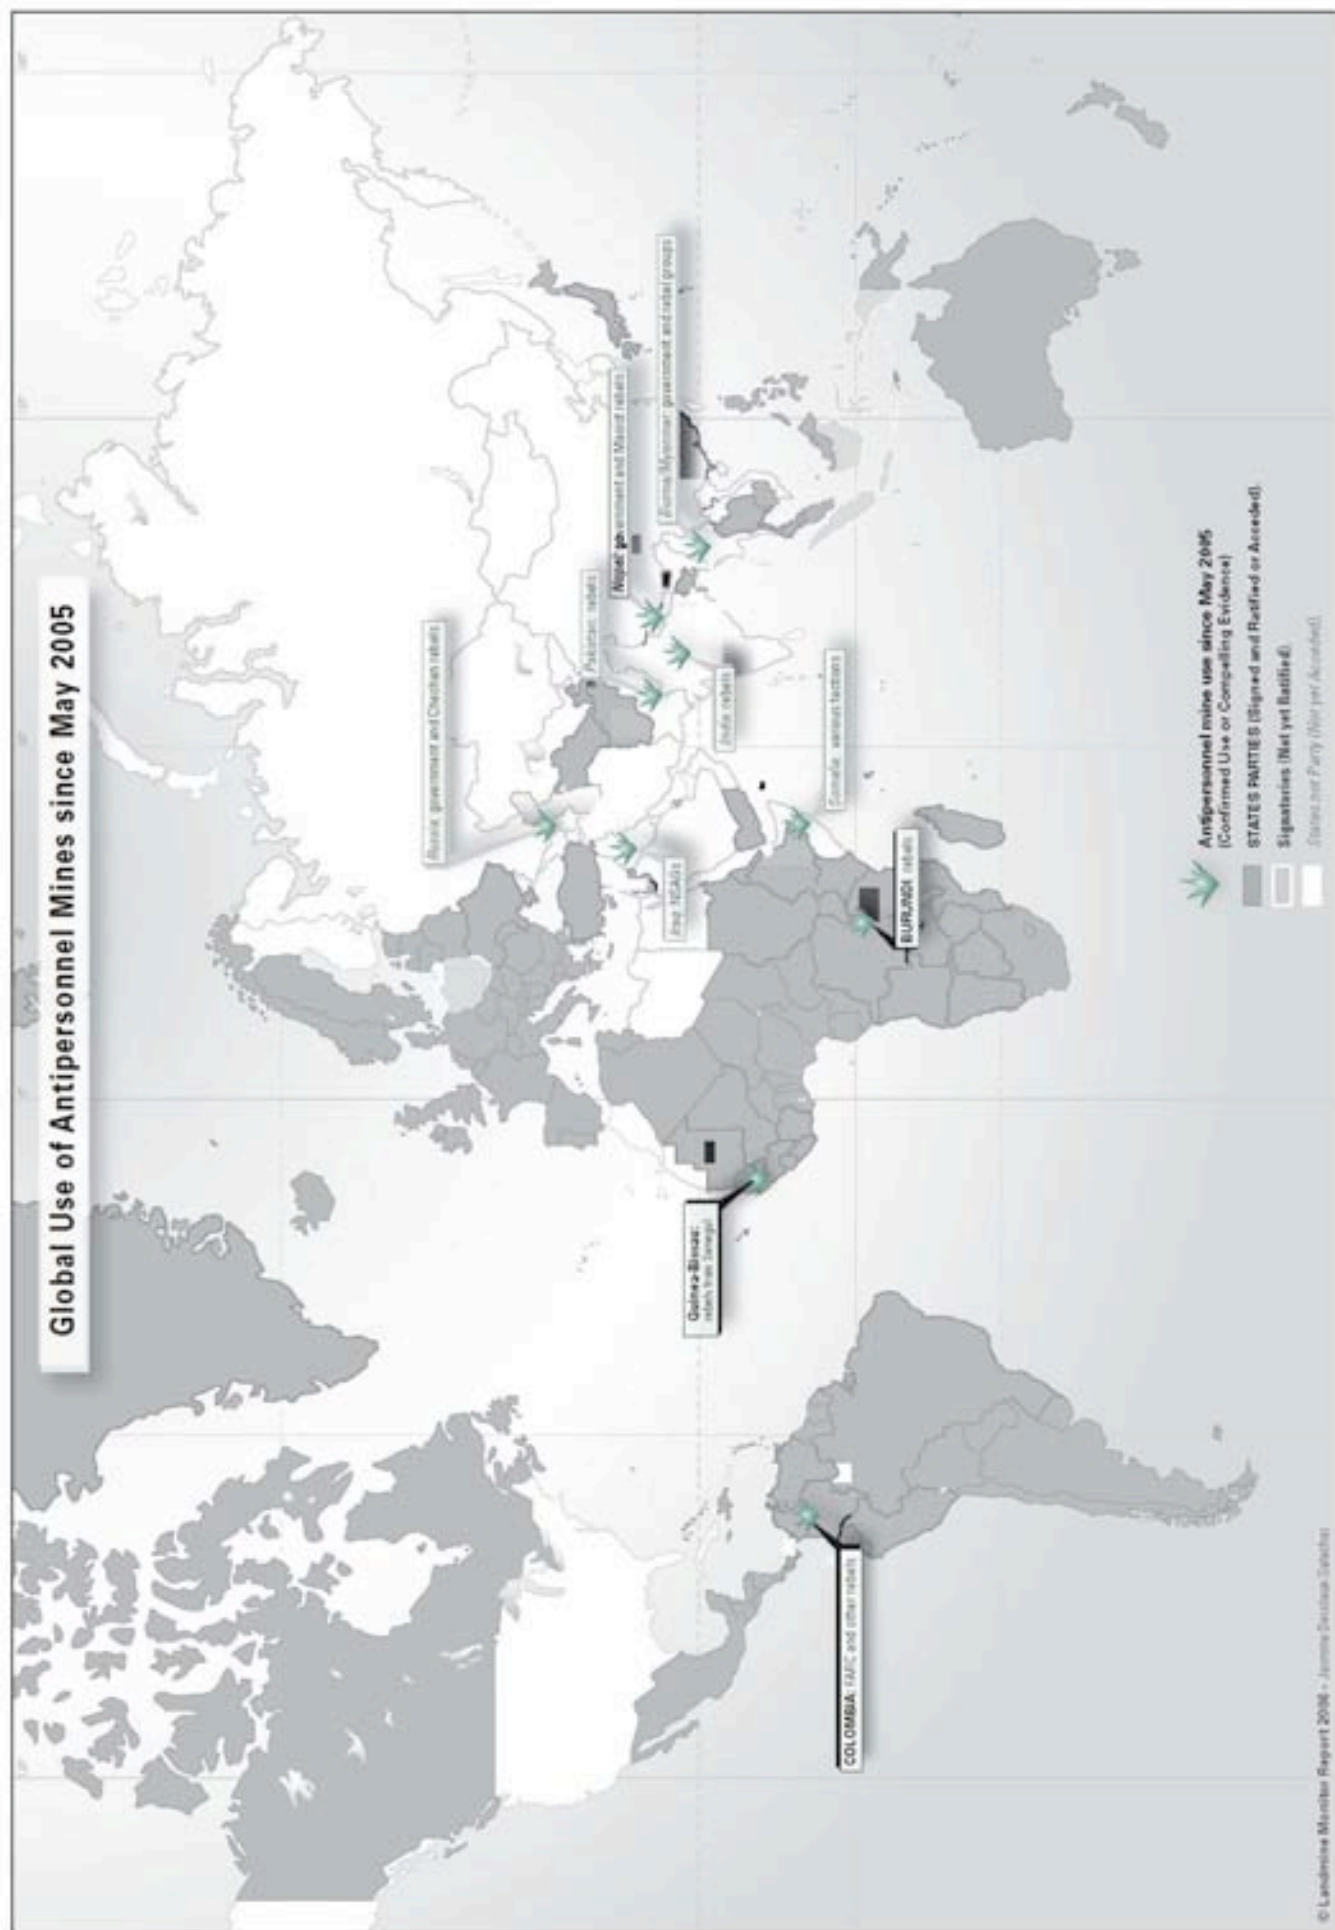 Global Use of Antipersonnel Mines since May 2005
Russia: government and Chechen rebels
Pakistan: rebels
Nepal: government and Maoist rebels
Burma/Myanmar: government and rebel groups
India: rebels
Iraq: NSAGs
Somalia: various factions
BURUNDI: rebels
Guinea-Bissau:
rebels from Senegal
COLOMBIA: FARC and other rebels
Antipersonnel mine use since May 2005
(Confirmed Use or Compelling Evidence)
STATES PARTIES (Signed and Ratified or Acceded).
Signatories (Not yet Ratified).
States not Party (Not yet Acceded).
© Landmine Monitor Report 2006 -